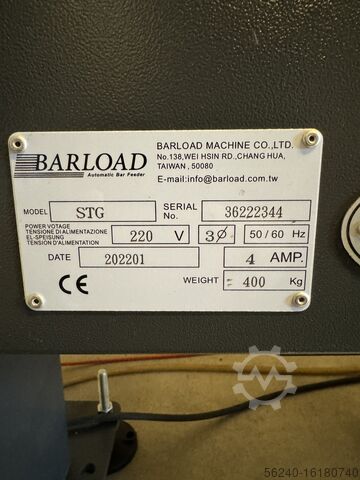 BARLOAD
Automatic Bar Feeder
BARLOAD MACHINE CO.,LTD.
No.138,WEI HSIN RD.,CHANG HUA,
TAIWAN , 50080
E-mail:info@barload.com.tw
MODEL STG SERIAL No. 36222344
POWER VOTAGE
TENSIONE DI ALIMENTAZIONE
EL-SPEISUNG
TENSION D'ALIMENTATION
220 V 3Ø 50 / 60 Hz
DATE 202201 4 AMP.
CE WEIGHT 400 Kg
56240-16180740